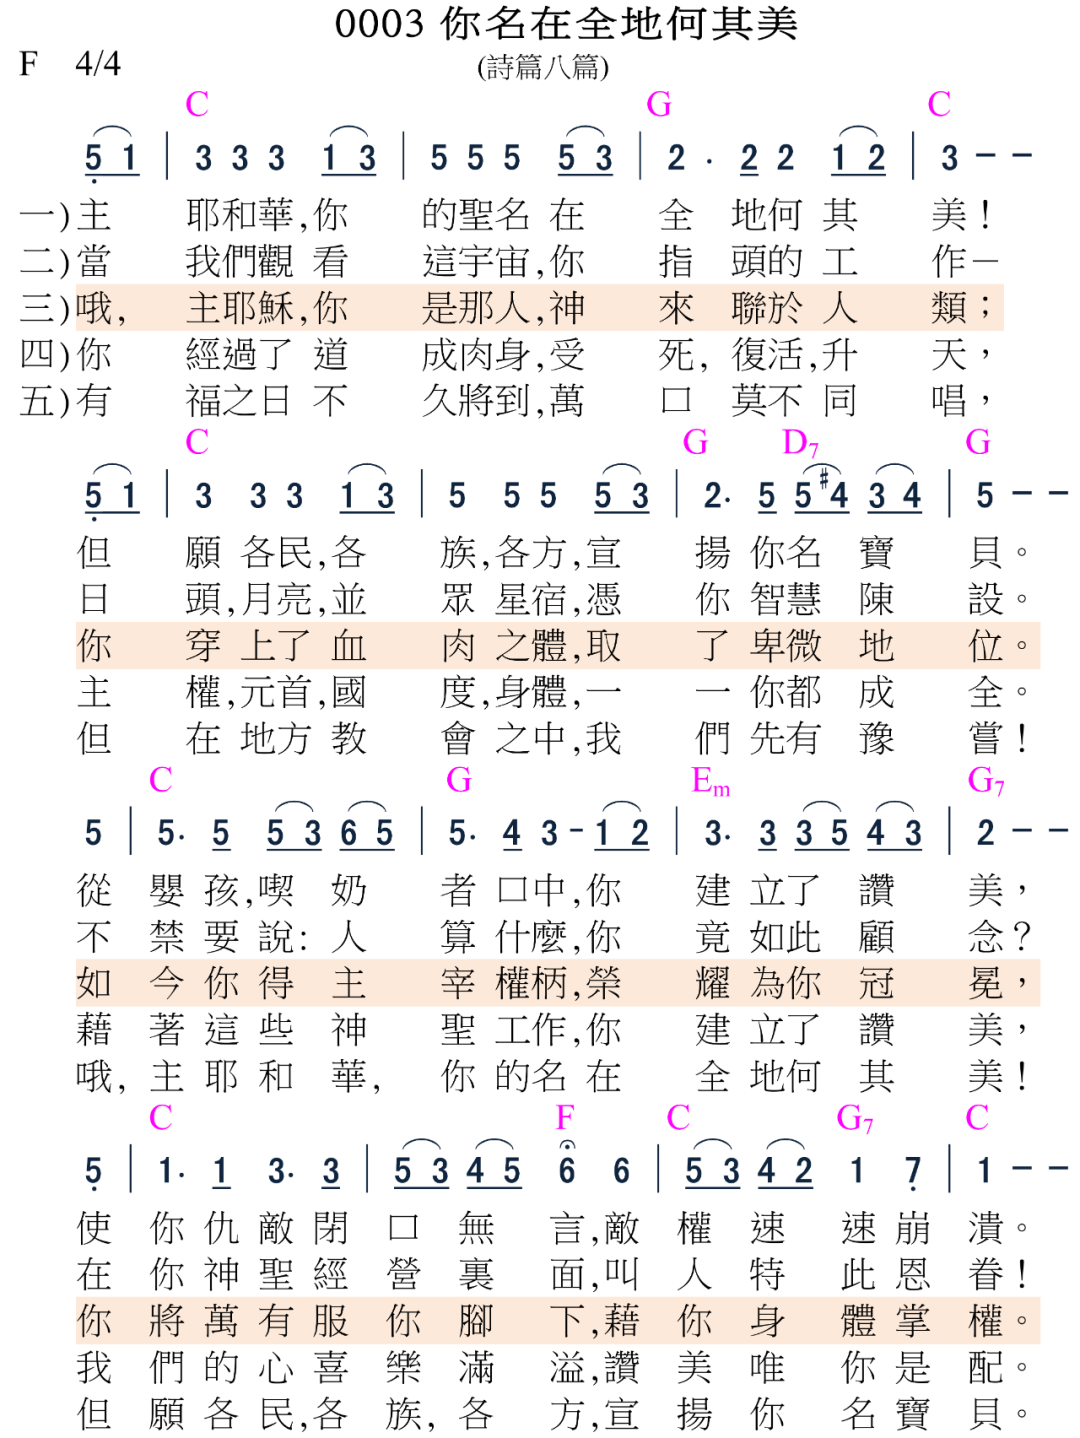 0003 你名在全地何其美
F 4/4 (詩篇八篇)
C G C
5 1 | 3 3 3 1 3 | 5 5 5 5 3 | 2 . 2 2 1 2 | 3 － －
一)主 耶和華,你 的聖名 在 全 地何 其 美！
二)當 我們觀 看 這宇宙,你 指 頭的 工 作－
三)哦, 主耶穌,你 是那人,神 來 聯於 人 類；
四)你 經過了 道 成肉身,受 死, 復活,升 天，
五)有 福之日 不 久將到,萬 口 莫不 同 唱，
C G D7 G
5 1 | 3 3 3 1 3 | 5 5 5 5 3 | 2. 5 5 #4 3 4 | 5 － －
但 願 各民,各 族,各方,宣 揚 你名 寶 貝。
日 頭,月亮,並 眾 星宿,憑 你 智慧 陳 設。
你 穿 上了 血 肉 之體,取 了 卑微 地 位。
主 權,元首,國 度,身體,一 一 你都 成 全。
但 在 地方 教 會 之中,我 們 先有 豫 嘗！
C G Em G7
5 | 5. 5 5 3 6 5 | 5. 4 3 - 1 2 | 3. 3 3 5 4 3 | 2 － －
從 嬰 孩,喫 奶 者 口中,你 建 立了 讚 美，
不 禁 要 說: 人 算 什麼,你 竟 如此 顧 念？
如 今 你 得 主 宰 權柄,榮 耀 為你 冠 冕，
藉 著 這 些 神 聖 工作,你 建 立了 讚 美，
哦, 主 耶 和 華, 你 的名 在 全 地何 其 美！
C F C G7 C
5 | 1. 1 3. 3 | 5 3 4 5 6 6 | 5 3 4 2 1 7 | 1 － －
使 你 仇 敵 閉 口 無 言,敵 權 速 速 崩 潰。
在 你 神 聖 經 營 裏 面,叫 人 特 此 恩 眷！
你 將 萬 有 服 你 腳 下,藉 你 身 體 掌 權。
我 們 的 心 喜 樂 滿 溢,讚 美 唯 你 是 配。
但 願 各 民,各 族, 各 方,宣 揚 你 名 寶 貝。